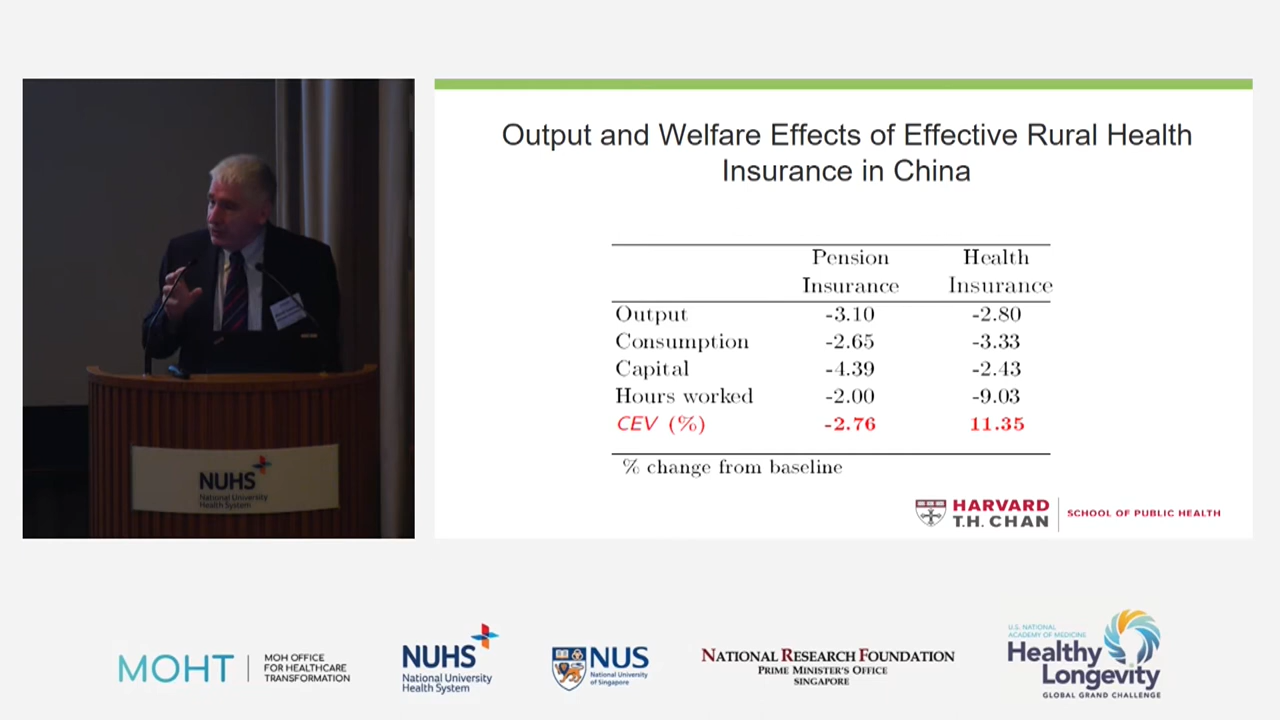 Output and Welfare Effects of Effective Rural Health
Insurance in China
Pension Health
Insurance Insurance
Output -3.10 -2.80
Consumption -2.65 -3.33
Capital -4.39 -2.43
Hours worked -2.00 -9.03
CEV (%) -2.76 11.35
% change from baseline
HARVARD
T.H. CHAN
SCHOOL OF PUBLIC HEALTH
NUHS
National University
Health System
MOHT
MOH OFFICE
FOR HEALTHCARE
TRANSFORMATION
NUHS
National University
Health System
NUS
National University
of Singapore
NATIONAL RESEARCH FOUNDATION
PRIME MINISTER'S OFFICE
SINGAPORE
U.S. NATIONAL
ACADEMY OF MEDICINE
Healthy
Longevity
GLOBAL GRAND CHALLENGE